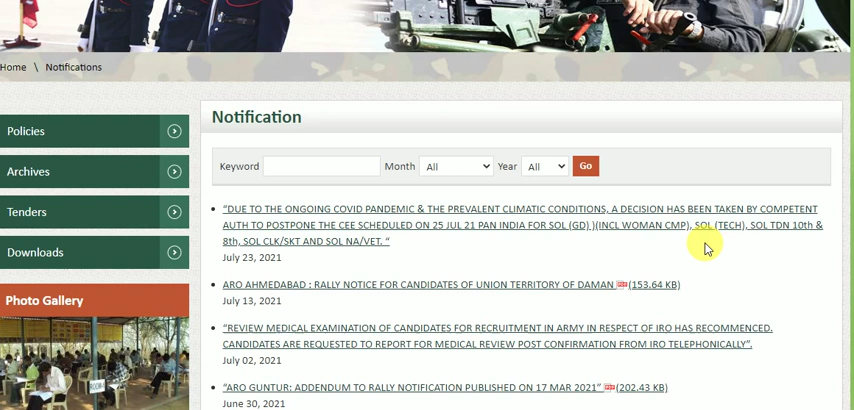 Home \ Notifications
Notification
Policies
Archives
Tenders
Downloads
Photo Gallery
Keyword Month All Year All Go
“DUE TO THE ONGOING COVID PANDEMIC & THE PREVALENT CLIMATIC CONDITIONS, A DECISION HAS BEEN TAKEN BY COMPETENT
AUTH TO POSTPONE THE CEE SCHEDULED ON 25 JUL 21 PAN INDIA FOR SOL (GD) )(INCL WOMAN CMP), SOL (TECH), SOL TDN 10th &
8th, SOL CLK/SKT AND SOL NA/VET. “
July 23, 2021
ARO AHMEDABAD : RALLY NOTICE FOR CANDIDATES OF UNION TERRITORY OF DAMAN (153.64 KB)
July 13, 2021
“REVIEW MEDICAL EXAMINATION OF CANDIDATES FOR RECRUITMENT IN ARMY IN RESPECT OF IRO HAS RECOMMENCED.
CANDIDATES ARE REQUESTED TO REPORT FOR MEDICAL REVIEW POST CONFIRMATION FROM IRO TELEPHONICALLY”.
July 02, 2021
“ARO GUNTUR: ADDENDUM TO RALLY NOTIFICATION PUBLISHED ON 17 MAR 2021” (202.43 KB)
June 30, 2021